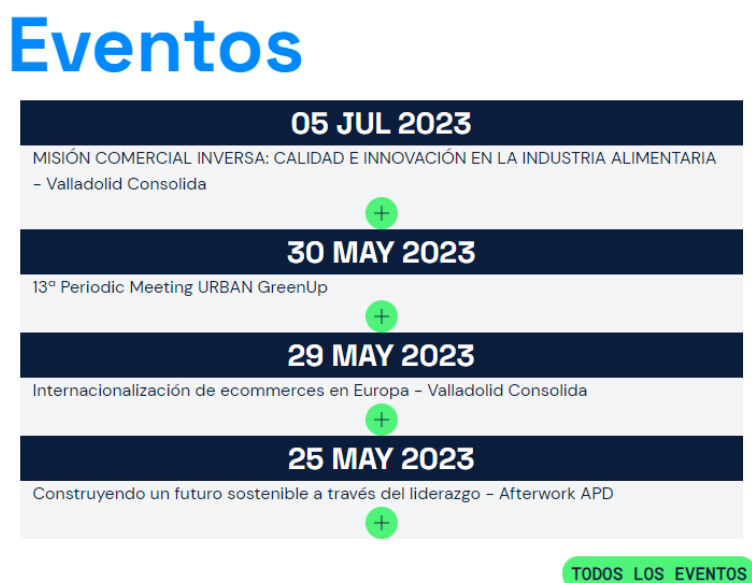 Eventos
05 JUL 2023
MISIÓN COMERCIAL INVERSA: CALIDAD E INNOVACIÓN EN LA INDUSTRIA ALIMENTARIA
– Valladolid Consolida
+
30 MAY 2023
13ª Periodic Meeting URBAN GreenUp
+
29 MAY 2023
Internacionalización de ecommerces en Europa – Valladolid Consolida
+
25 MAY 2023
Construyendo un futuro sostenible a través del liderazgo – Afterwork APD
+
TODOS LOS EVENTOS